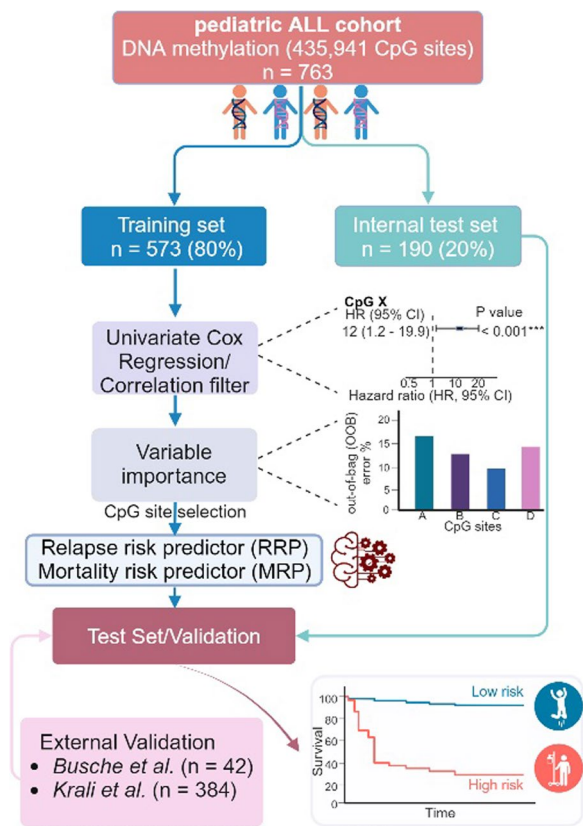 pediatric ALL cohort
DNA methylation (435,941 CpG sites)
n = 763
Training set
n = 573 (80%)
Internal test set
n = 190 (20%)
Univariate Cox
Regression/
Correlation filter
CpG X
HR (95% CI)
P value
12 (1.2 - 19.9)
< 0.001***
0.5 1 10 20
Hazard ratio (HR, 95% CI)
Variable
importance
out-of-bag (OOB)
error %
20
15
10
5
0
A B C D
CpG sites
CpG site selection
Relapse risk predictor (RRP)
Mortality risk predictor (MRP)
Test Set/Validation
External Validation
• Busche et al. (n = 42)
• Krali et al. (n = 384)
Survival
100
80
60
40
20
0
Low risk
High risk
Time